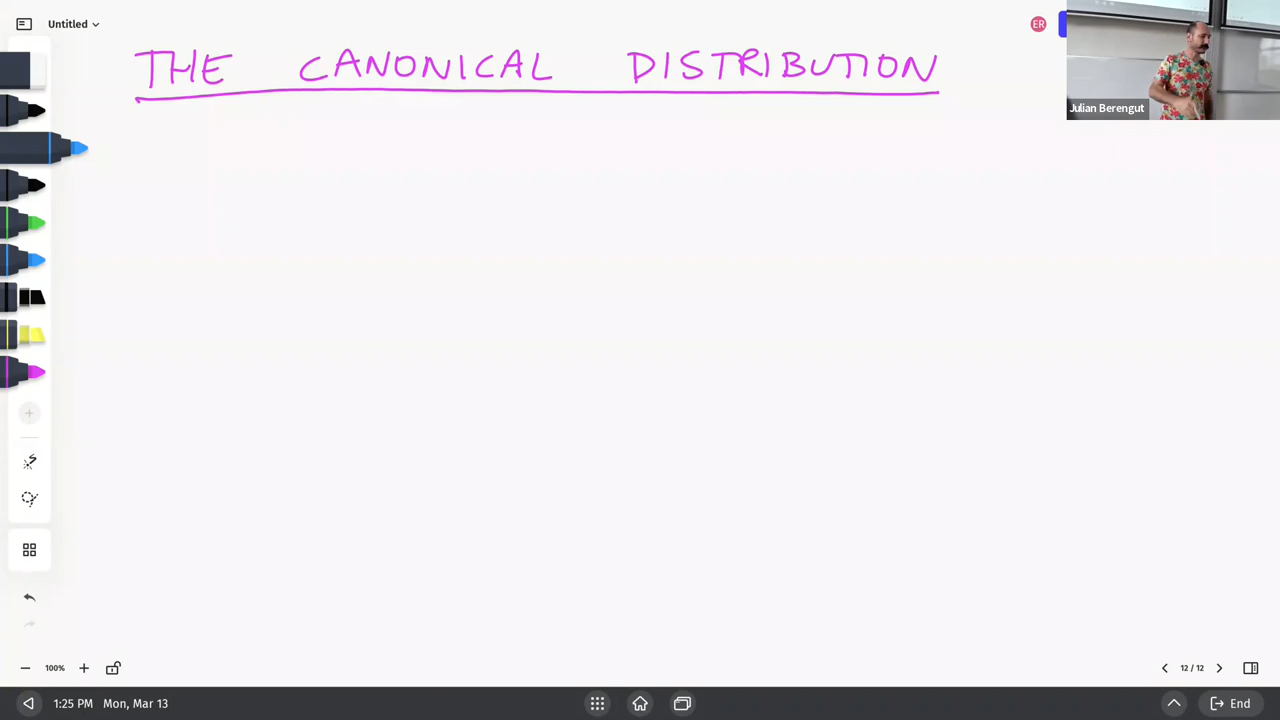 Untitled
ER
THE CANONICAL DISTRIBUTION
Julian Berengut
100%
12 / 12
1:25 PM Mon, Mar 13
End